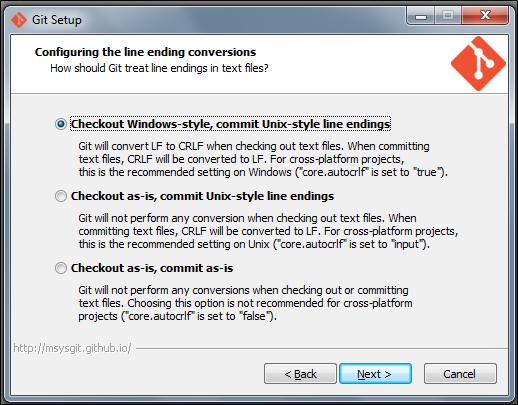 Git Setup
Configuring the line ending conversions
How should Git treat line endings in text files?
Checkout Windows-style, commit Unix-style line endings
Git will convert LF to CRLF when checking out text files. When committing
text files, CRLF will be converted to LF. For cross-platform projects,
this is the recommended setting on Windows ("core.autocrlf" is set to "true").
Checkout as-is, commit Unix-style line endings
Git will not perform any conversion when checking out text files. When
committing text files, CRLF will be converted to LF. For cross-platform projects,
this is the recommended setting on Unix ("core.autocrlf" is set to "input").
Checkout as-is, commit as-is
Git will not perform any conversions when checking out or committing
text files. Choosing this option is not recommended for cross-platform
projects ("core.autocrlf" is set to "false").
http://msysgit.github.io/
< Back
Next >
Cancel